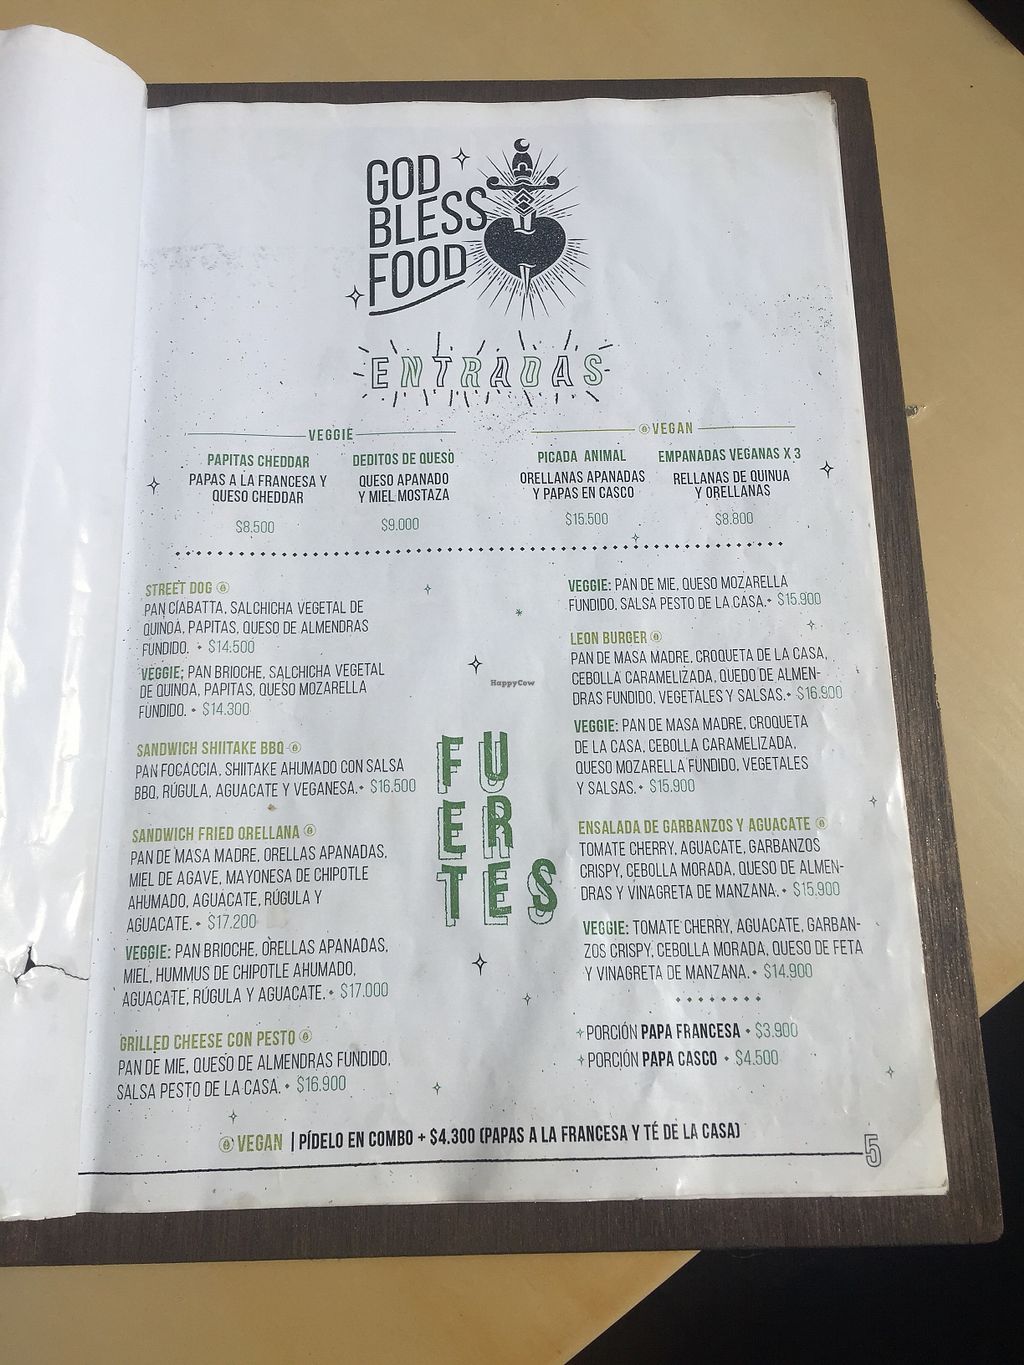 GOD
BLESS
FOOD
ENTRADAS
VEGGIE
PAPITAS CHEDDAR
PAPAS A LA FRANCESA Y
QUESO CHEDDAR
$8.500
DEDITOS DE QUESO
QUESO APANADO
Y MIEL MOSTAZA
$9.000
VEGAN
PICADA ANIMAL
ORELLANAS APANADAS
Y PAPAS EN CASCO
$15.500
EMPANADAS VEGANAS X 3
RELLANAS DE QUINUA
Y ORELLANAS
$8.800
STREET DOG
PAN CIABATTA, SALCHICHA VEGETAL DE
QUINOA, PAPITAS, QUESO DE ALMENDRAS
FUNDIDO. • $14.500
VEGGIE: PAN BRIOCHE, SALCHICHA VEGETAL
DE QUINOA, PAPITAS, QUESO MOZARELLA
FUNDIDO. • $14.300
SANDWICH SHIITAKE BBQ
PAN FOCACCIA, SHIITAKE AHUMADO CON SALSA
BBQ, RÚGULA, AGUACATE Y VEGANESA. • $16.500
SANDWICH FRIED ORELLANA
PAN DE MASA MADRE, ORELLAS APANADAS,
MIEL DE AGAVE, MAYONESA DE CHIPOTLE
AHUMADO, AGUACATE, RÚGULA Y
AGUACATE. • $17.200
VEGGIE: PAN BRIOCHE, ORELLAS APANADAS,
MIEL, HUMMUS DE CHIPOTLE AHUMADO,
AGUACATE, RÚGULA Y AGUACATE. • $17.000
GRILLED CHEESE CON PESTO
PAN DE MIE, QUESO DE ALMENDRAS FUNDIDO,
SALSA PESTO DE LA CASA. • $16.900
HappyCow
FU
ER
TES
VEGGIE: PAN DE MIE, QUESO MOZARELLA
FUNDIDO, SALSA PESTO DE LA CASA. • $15.900
LEON BURGER
PAN DE MASA MADRE, CROQUETA DE LA CASA,
CEBOLLA CARAMELIZADA, QUEDO DE ALMEN-
DRAS FUNDIDO, VEGETALES Y SALSAS. • $16.900
VEGGIE: PAN DE MASA MADRE, CROQUETA
DE LA CASA, CEBOLLA CARAMELIZADA,
QUESO MOZARELLA FUNDIDO, VEGETALES
Y SALSAS. • $15.900
ENSALADA DE GARBANZOS Y AGUACATE
TOMATE CHERRY, AGUACATE, GARBANZOS
CRISPY, CEBOLLA MORADA, QUESO DE ALMEN-
DRAS Y VINAGRETA DE MANZANA. • $15.900
VEGGIE: TOMATE CHERRY, AGUACATE, GARBAN-
ZOS CRISPY, CEBOLLA MORADA, QUESO DE FETA
Y VINAGRETA DE MANZANA. • $14.900
PORCIÓN PAPA FRANCESA • $3.900
PORCIÓN PAPA CASCO • $4.500
VEGAN | PÍDELO EN COMBO + $4.300 (PAPAS A LA FRANCESA Y TÉ DE LA CASA)
5